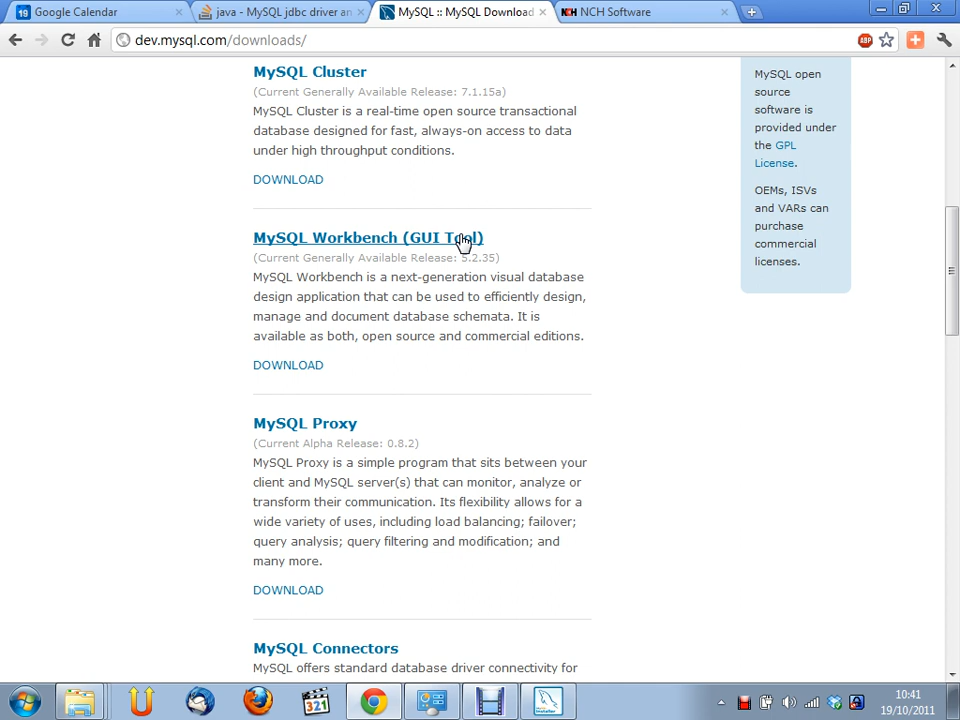 19 Google Calendar
java - MySQL jdbc driver an
MySQL :: MySQL Download
NCH NCH Software
dev.mysql.com/downloads/
ABP
MySQL Cluster
(Current Generally Available Release: 7.1.15a)
MySQL Cluster is a real-time open source transactional
database designed for fast, always-on access to data
under high throughput conditions.
DOWNLOAD
MySQL Workbench (GUI Tool)
(Current Generally Available Release: 5.2.35)
MySQL Workbench is a next-generation visual database
design application that can be used to efficiently design,
manage and document database schemata. It is
available as both, open source and commercial editions.
DOWNLOAD
MySQL Proxy
(Current Alpha Release: 0.8.2)
MySQL Proxy is a simple program that sits between your
client and MySQL server(s) that can monitor, analyze or
transform their communication. Its flexibility allows for a
wide variety of uses, including load balancing; failover;
query analysis; query filtering and modification; and
many more.
DOWNLOAD
MySQL Connectors
MySQL offers standard database driver connectivity for
MySQL open
source
software is
provided under
the GPL
License.
OEMs, ISVs
and VARs can
purchase
commercial
licenses.
321
10:41
19/10/2011